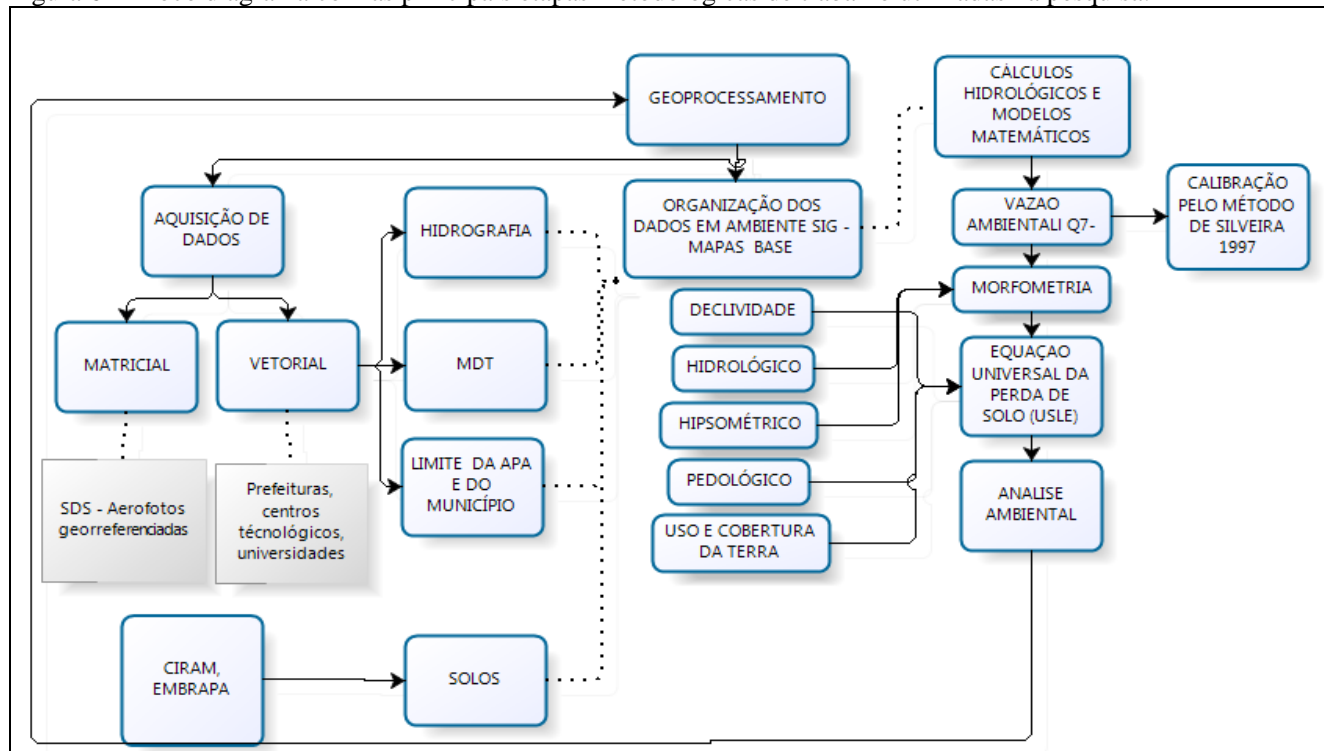 GEOPROCESSAMENTO
CÁLCULOS
HIDROLÓGICOS E
MODELOS
MATEMÁTICOS
AQUISIÇÃO DE
DADOS
HIDROGRAFIA
ORGANIZAÇÃO DOS
DADOS EM AMBIENTE SIG -
MAPAS BASE
VAZAO
AMBIENTALI Q7-
CALIBRAÇÃO
PELO MÉTODO
DE SILVEIRA
1997
MATRICIAL
VETORIAL
MDT
DECLIVIDADE
MORFOMETRIA
HIDROLÓGICO
EQUAÇAO
UNIVERSAL DA
PERDA DE
SOLO (USLE)
HIPSOMÉTRICO
LIMITE DA APA
E DO
MUNICÍPIO
PEDOLÓGICO
ANALISE
AMBIENTAL
SDS - Aerofotos
georreferenciadas
Prefeituras,
centros
técnológicos,
universidades
USO E COBERTURA
DA TERRA
CIRAM,
EMBRAPA
SOLOS